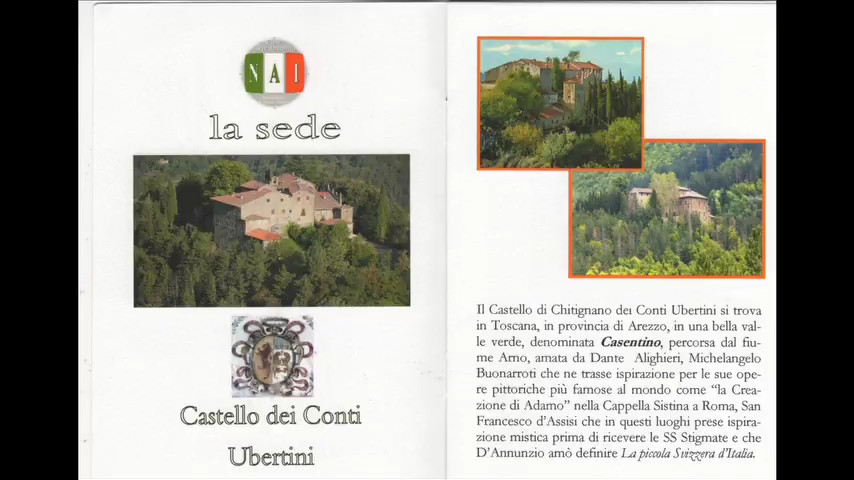 NAI
la sede
Castello dei Conti
Ubertini
Il Castello di Chitignano dei Conti Ubertini si trova
in Toscana, in provincia di Arezzo, in una bella val-
le verde, denominata Casentino, percorsa dal fiu-
me Arno, amata da Dante Alighieri, Michelangelo
Buonarroti che ne trasse ispirazione per le sue ope-
re pittoriche più famose al mondo come “la Crea-
zione di Adamo” nella Cappella Sistina a Roma, San
Francesco d’Assisi che in questi luoghi prese ispira-
zione mistica prima di ricevere le SS Stigmate e che
D’Annunzio amò definire La piccola Svizzera d’Italia.